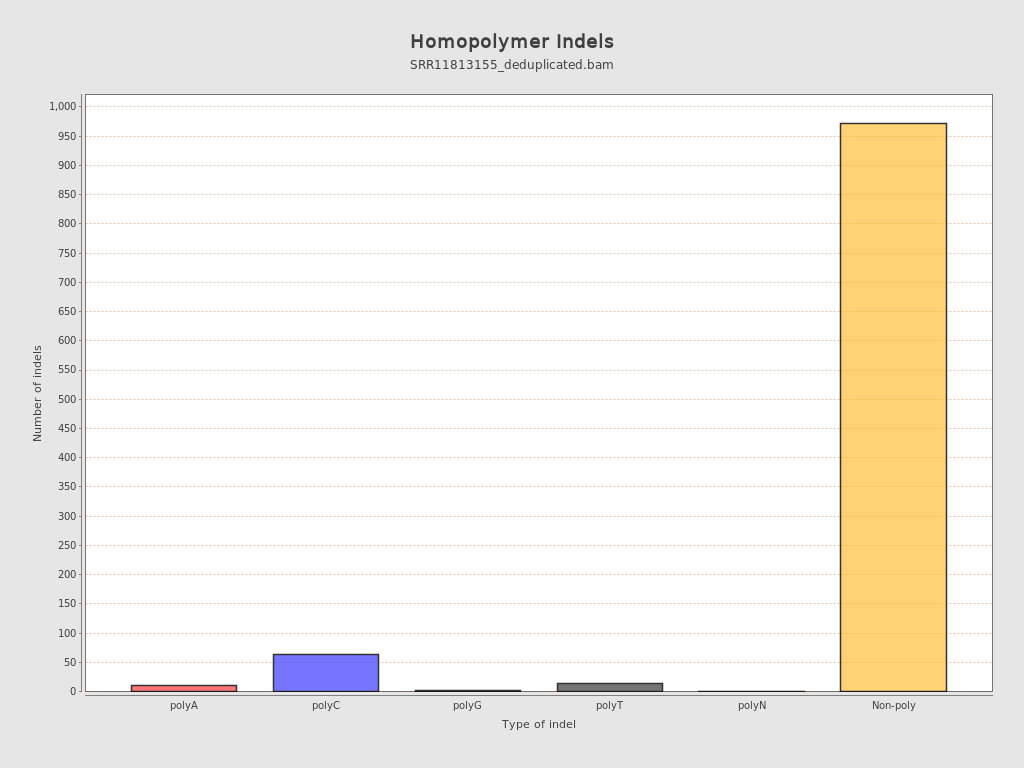 Homopolymer Indels
SRR11813155_deduplicated.bam
1,000
950
900
850
800
750
700
650
600
550
500
450
400
350
300
250
200
150
100
50
0
Number of indels
polyA
polyC
polyG
polyT
polyN
Non-poly
Type of indel